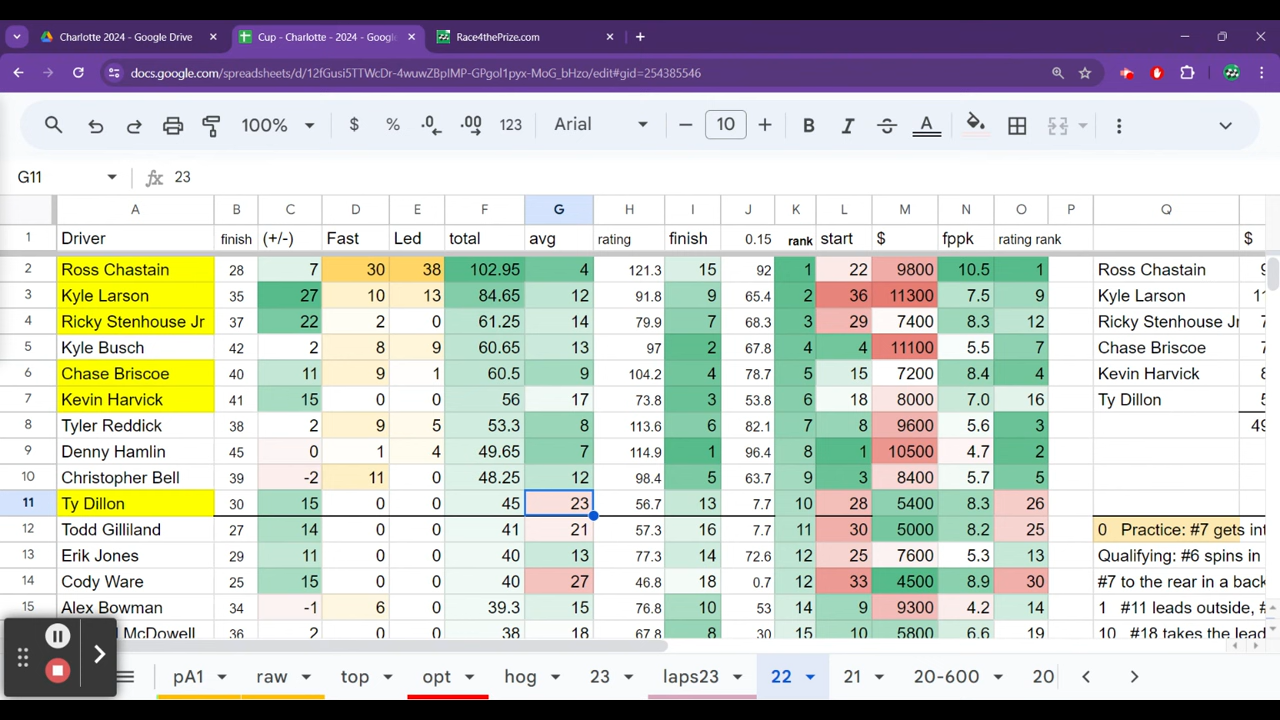 Charlotte 2024 - Google Drive Cup - Charlotte - 2024 - Googl Race4thePrize.com
docs.google.com/spreadsheets/d/12fGusi5TTWcDr-4wuwZBpIMP-GPgol1pyx-MoG_bHzo/edit#gid=254385546
100% $ % .0 .00 123 Arial 10 B I A
G11 fx 23
A B C D E F G H I J K L M N O P Q
1 Driver finish (+/-) Fast Led total avg rating finish 0.15 rank start $ fppk rating rank $
2 Ross Chastain 28 7 30 38 102.95 4 121.3 15 92 1 22 9800 10.5 1 Ross Chastain 9
3 Kyle Larson 35 27 10 13 84.65 12 91.8 9 65.4 2 36 11300 7.5 9 Kyle Larson 11
4 Ricky Stenhouse Jr 37 22 2 0 61.25 14 79.9 7 68.3 3 29 7400 8.3 12 Ricky Stenhouse Jr 7
5 Kyle Busch 42 2 8 9 60.65 13 97 2 67.8 4 4 11100 5.5 7 Chase Briscoe 7
6 Chase Briscoe 40 11 9 1 60.5 9 104.2 4 78.7 5 15 7200 8.4 4 Kevin Harvick 8
7 Kevin Harvick 41 15 0 0 56 17 73.8 3 53.8 6 18 8000 7.0 16 Ty Dillon 5
8 Tyler Reddick 38 2 9 5 53.3 8 113.6 6 82.1 7 8 9600 5.6 3 49
9 Denny Hamlin 45 0 1 4 49.65 7 114.9 1 96.4 8 1 10500 4.7 2
10 Christopher Bell 39 -2 11 0 48.25 12 98.4 5 63.7 9 3 8400 5.7 5
11 Ty Dillon 30 15 0 0 45 23 56.7 13 7.7 10 28 5400 8.3 26
12 Todd Gilliland 27 14 0 0 41 21 57.3 16 7.7 11 30 5000 8.2 25 0 Practice: #7 gets int
13 Erik Jones 29 11 0 0 40 13 77.3 14 72.6 12 25 7600 5.3 13 Qualifying: #6 spins in
14 Cody Ware 25 15 0 0 40 27 46.8 18 0.7 12 33 4500 8.9 30 #7 to the rear in a back
15 Alex Bowman 34 -1 6 0 39.3 15 76.8 10 53 14 9 9300 4.2 14 1 #11 leads outside, #
McDowell 36 2 0 0 38 18 67.8 8 30 15 10 5800 6.6 19 10 #18 takes the lead
pA1 raw top opt hog 23 laps23 22 21 20-600 20